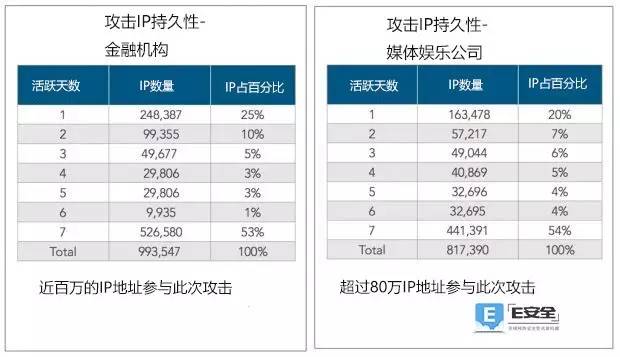 攻击IP持久性-
金融机构
活跃天数 IP数量 IP占百分比
1 248,387 25%
2 99,355 10%
3 49,677 5%
4 29,806 3%
5 29,806 3%
6 9,935 1%
7 526,580 53%
Total 993,547 100%
近百万的IP地址参与此次攻击
攻击IP持久性-
媒体娱乐公司
活跃天数 IP数量 IP占百分比
1 163,478 20%
2 57,217 7%
3 49,044 6%
4 40,869 5%
5 32,696 4%
6 32,695 4%
7 441,391 54%
Total 817,390 100%
超过80万IP地址参与此次攻击
E E安全